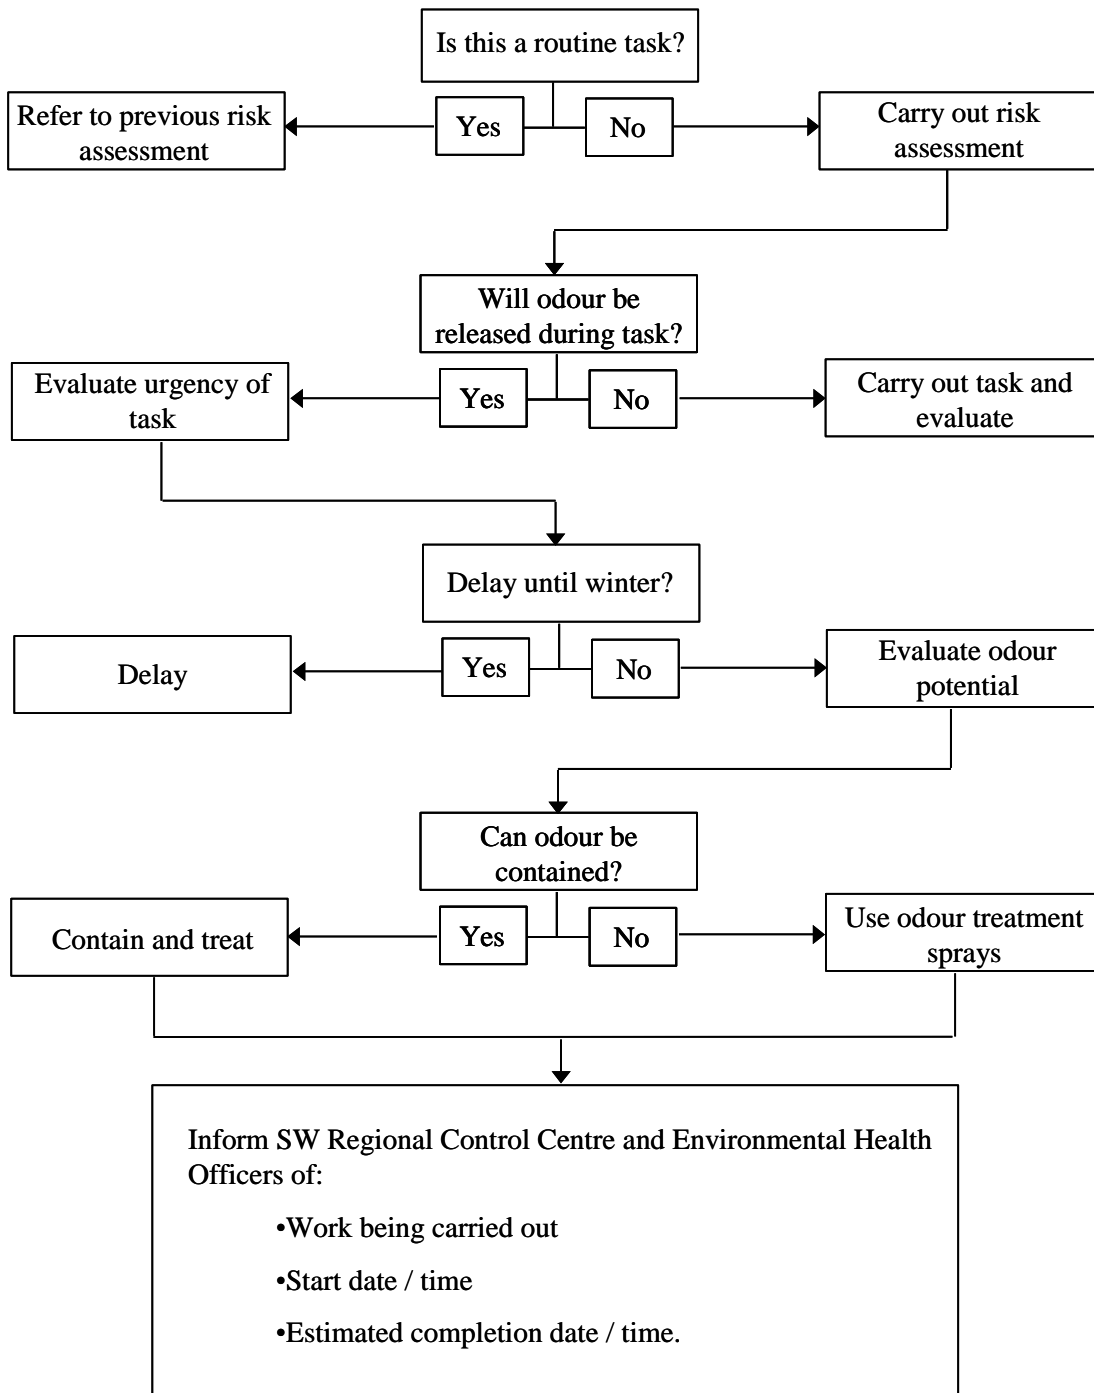 Is this a routine task?
Refer to previous risk
assessment
Yes
No
Carry out risk
assessment
Will odour be
released during task?
Evaluate urgency of
task
Yes
No
Carry out task and
evaluate
Delay until winter?
Delay
Yes
No
Evaluate odour
potential
Can odour be
contained?
Contain and treat
Yes
No
Use odour treatment
sprays
Inform SW Regional Control Centre and Environmental Health
Officers of:
•Work being carried out
•Start date / time
•Estimated completion date / time.